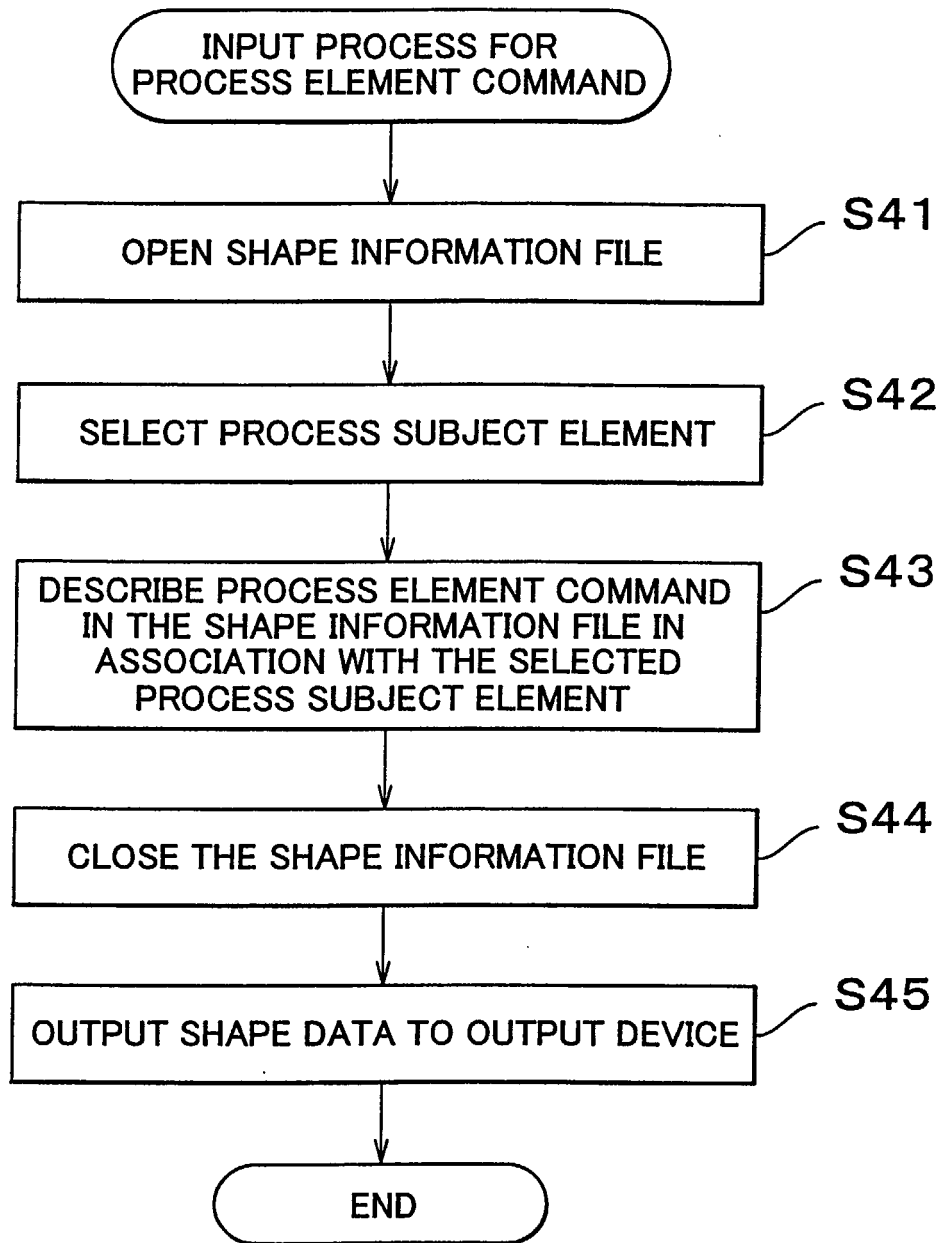 INPUT PROCESS FOR
PROCESS ELEMENT COMMAND
S41
OPEN SHAPE INFORMATION FILE
S42
SELECT PROCESS SUBJECT ELEMENT
S43
DESCRIBE PROCESS ELEMENT COMMAND
IN THE SHAPE INFORMATION FILE IN
ASSOCIATION WITH THE SELECTED
PROCESS SUBJECT ELEMENT
S44
CLOSE THE SHAPE INFORMATION FILE
S45
OUTPUT SHAPE DATA TO OUTPUT DEVICE
END